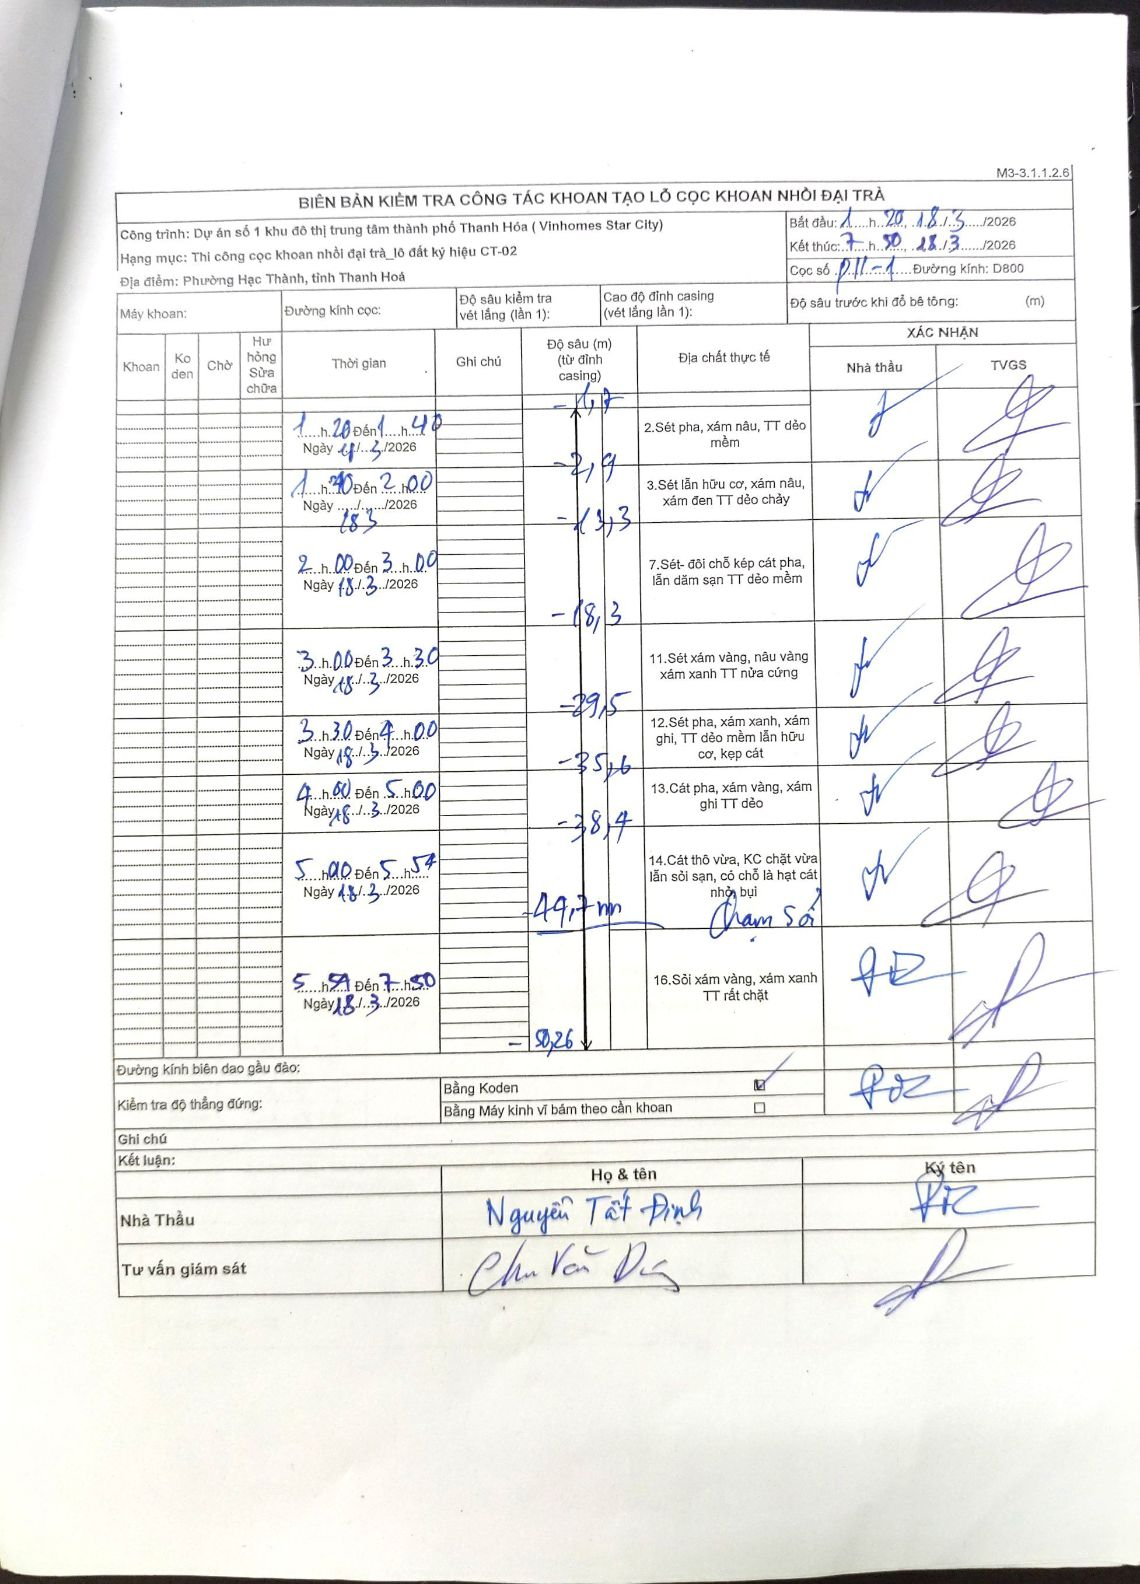 M3-3.1.1.2.6
BIÊN BẢN KIỂM TRA CÔNG TÁC KHOAN TẠO LỖ CỌC KHOAN NHỒI ĐẠI TRÀ
Công trình: Dự án số 1 khu đô thị trung tâm thành phố Thanh Hóa ( Vinhomes Star City)
Bắt đầu: 1 h 20, 18/3/2026
Hạng mục: Thi công cọc khoan nhồi đại trà_lô đất ký hiệu CT-02
Kết thúc: 7 h 50, 18/3/2026
Địa điểm: Phường Hạc Thành, tỉnh Thanh Hoá
Cọc số P11-1 Đường kính: D800
Máy khoan:
Đường kính cọc:
Độ sâu kiểm tra vét lắng (lần 1):
Cao độ đỉnh casing (vét lắng lần 1):
Độ sâu trước khi đổ bê tông: (m)
Khoan
Ko den
Chờ
Hư hỏng Sửa chữa
Thời gian
Ghi chú
Độ sâu (m) (từ đỉnh casing)
Địa chất thực tế
XÁC NHẬN
Nhà thầu
TVGS
-1,7
1 h 20 Đến 1 h 40
Ngày /3/2026
2.Sét pha, xám nâu, TT dẻo mềm
-2,9
1 h 40 Đến 2 h 00
Ngày 18/3/2026
3.Sét lẫn hữu cơ, xám nâu, xám đen TT dẻo chảy
-13,3
2 h 00 Đến 3 h 00
Ngày 18/3/2026
7.Sét- đôi chỗ kép cát pha, lẫn dăm sạn TT dẻo mềm
-18,3
3 h 00 Đến 3 h 30
Ngày 18/3/2026
11.Sét xám vàng, nâu vàng xám xanh TT nửa cứng
-29,5
3 h 30 Đến 4 h 00
Ngày 18/3/2026
12.Sét pha, xám xanh, xám ghi, TT dẻo mềm lẫn hữu cơ, kẹp cát
-35,6
4 h 00 Đến 5 h 00
Ngày 18/3/2026
13.Cát pha, xám vàng, xám ghi TT dẻo
-38,4
5 h 00 Đến 5 h 54
Ngày 18/3/2026
14.Cát thô vừa, KC chặt vừa lẫn sỏi sạn, có chỗ là hạt cát nhỏ bụi
-44,7m
Chạm Sỏi
5 h 54 Đến 7 h 50
Ngày 18/3/2026
16.Sỏi xám vàng, xám xanh TT rất chặt
- 50,26
Đường kính biên dao gầu đào:
Kiểm tra độ thẳng đứng:
Bằng Koden
Bằng Máy kinh vĩ bám theo cần khoan
Ghi chú
Kết luận:
Họ & tên
Ký tên
Nhà Thầu
Nguyễn Tất Định
Tư vấn giám sát
Chu Văn